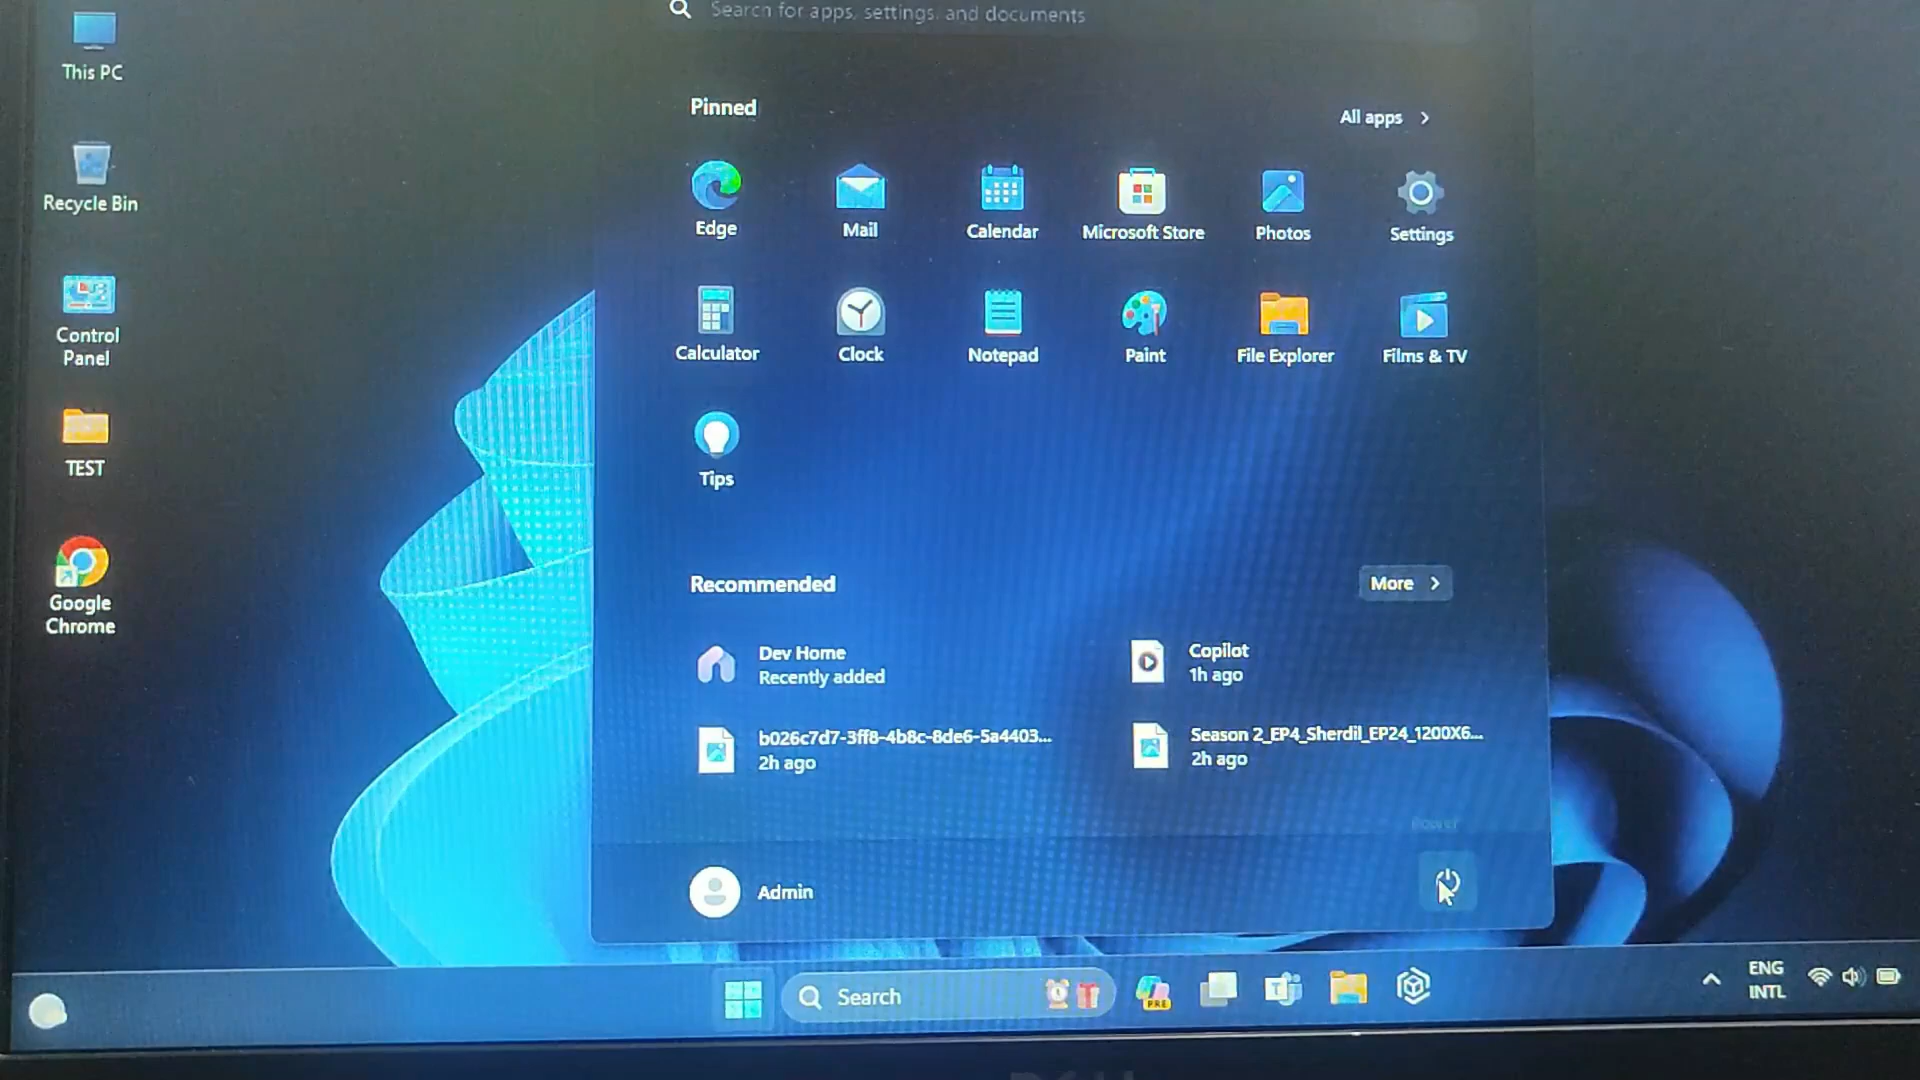 Search for apps, settings, and documents
This PC
Recycle Bin
Control
Panel
TEST
Google
Chrome
Pinned
All apps
Edge
Mail
Calendar
Microsoft Store
Photos
Settings
Calculator
Clock
Notepad
Paint
File Explorer
Films & TV
Tips
Recommended
More
Dev Home
Recently added
Copilot
1h ago
b026c7d7-3ff8-4b8c-8de6-5a4403...
2h ago
Season 2_EP4_Sherdil_EP24_1200X6...
2h ago
Power
Admin
Search
PRE
T
ENG
INTL